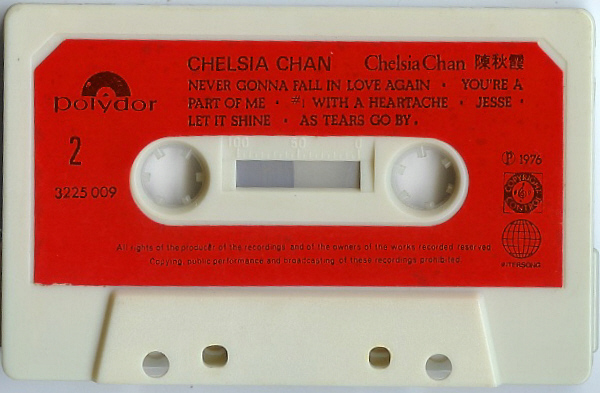 CHELSIA CHAN Chelsia Chan 陳秋霞
polydor
NEVER GONNA FALL IN LOVE AGAIN • YOU'RE A
PART OF ME • #1 WITH A HEARTACHE • JESSE •
LET IT SHINE • AS TEARS GO BY.
2
3225 009
100 50 0
℗ 1976
COPYRIGHT
CONTROL
INTERSONG
All rights of the producer of the recordings and of the owners of the works recorded reserved.
Copying public performance and broadcasting of these recordings prohibited.